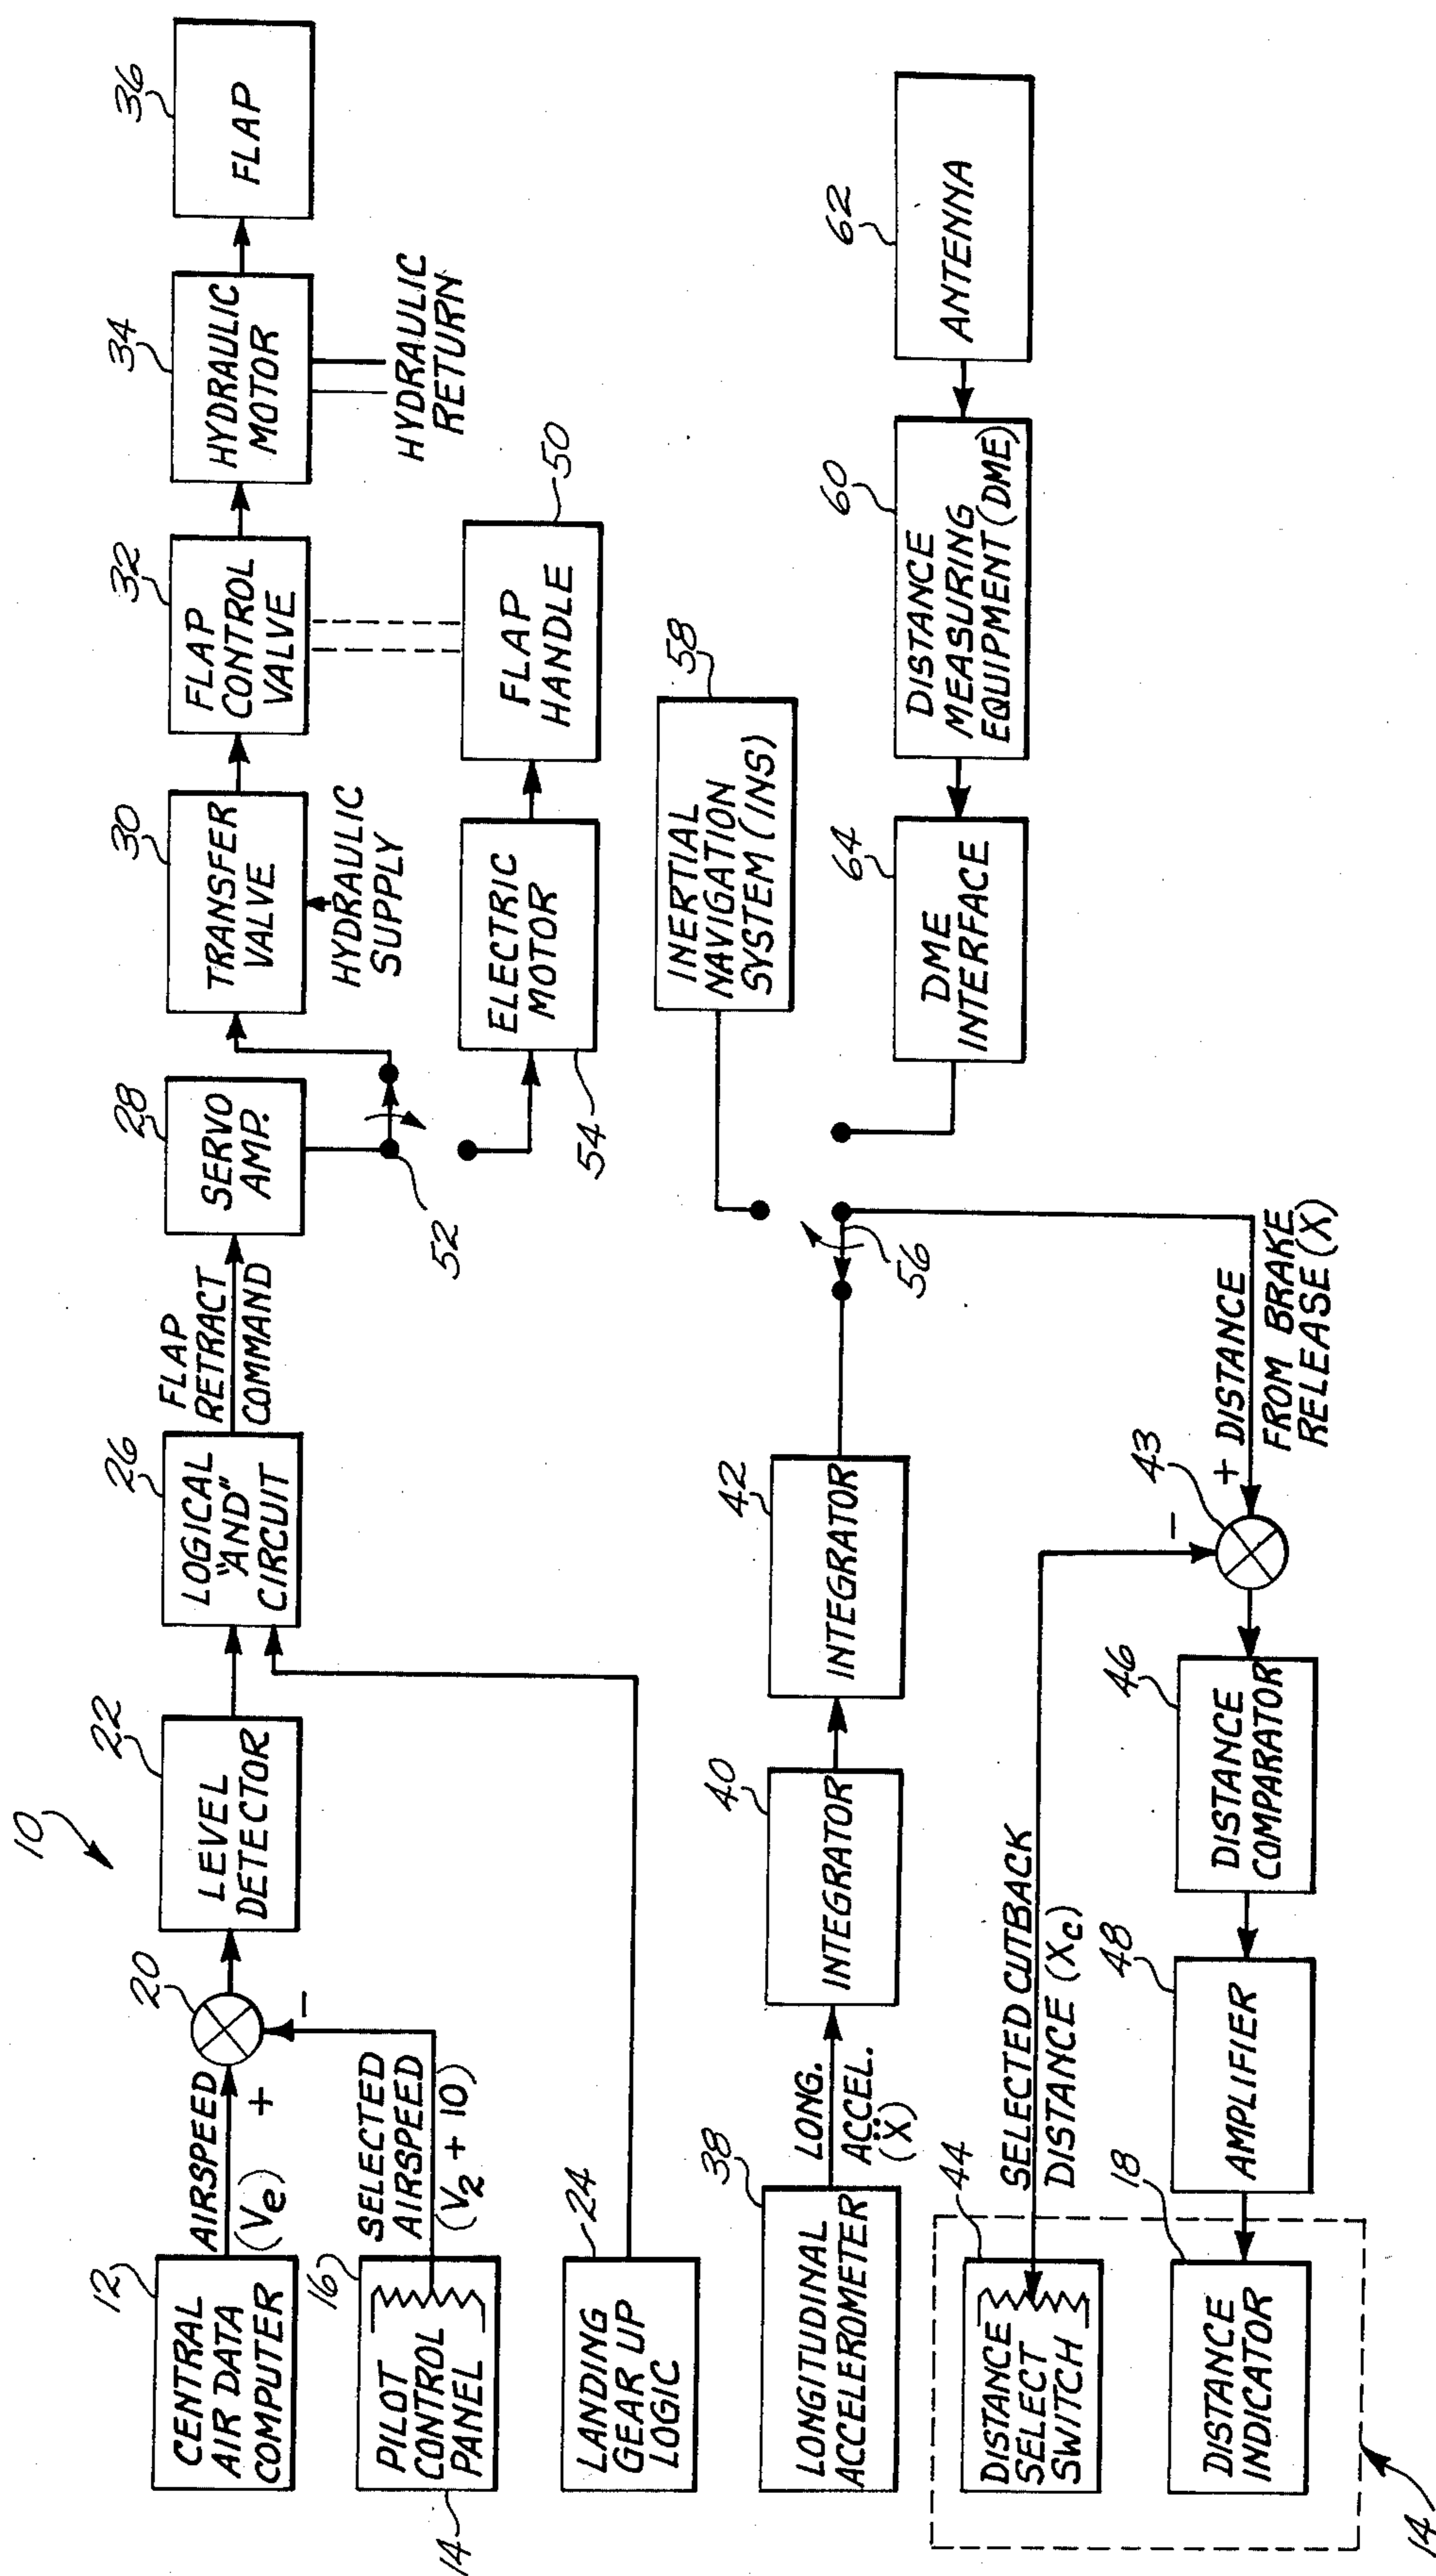 10
12
CENTRAL
AIR DATA
COMPUTER
AIRSPEED
(Ve)
+
20
−
22
LEVEL
DETECTOR
26
LOGICAL
"AND"
CIRCUIT
FLAP
RETRACT
COMMAND
28
SERVO
AMP.
30
TRANSFER
VALVE
HYDRAULIC
SUPPLY
32
FLAP
CONTROL
VALVE
34
HYDRAULIC
MOTOR
HYDRAULIC
RETURN
36
FLAP
16
PILOT
CONTROL
PANEL
14
SELECTED
AIRSPEED
(V2 + 10)
52
ELECTRIC
MOTOR
54
50
FLAP
HANDLE
24
LANDING
GEAR UP
LOGIC
38
LONGITUDINAL
ACCELEROMETER
LONG.
ACCEL.
(Ẍ)
40
INTEGRATOR
42
INTEGRATOR
56
58
INERTIAL
NAVIGATION
SYSTEM (INS)
64
DME
INTERFACE
60
DISTANCE
MEASURING
EQUIPMENT (DME)
62
ANTENNA
44
DISTANCE
SELECT
SWITCH
SELECTED CUTBACK
DISTANCE (Xc)
−
43
+ DISTANCE
FROM BRAKE
RELEASE (X)
18
DISTANCE
INDICATOR
48
AMPLIFIER
46
DISTANCE
COMPARATOR
14